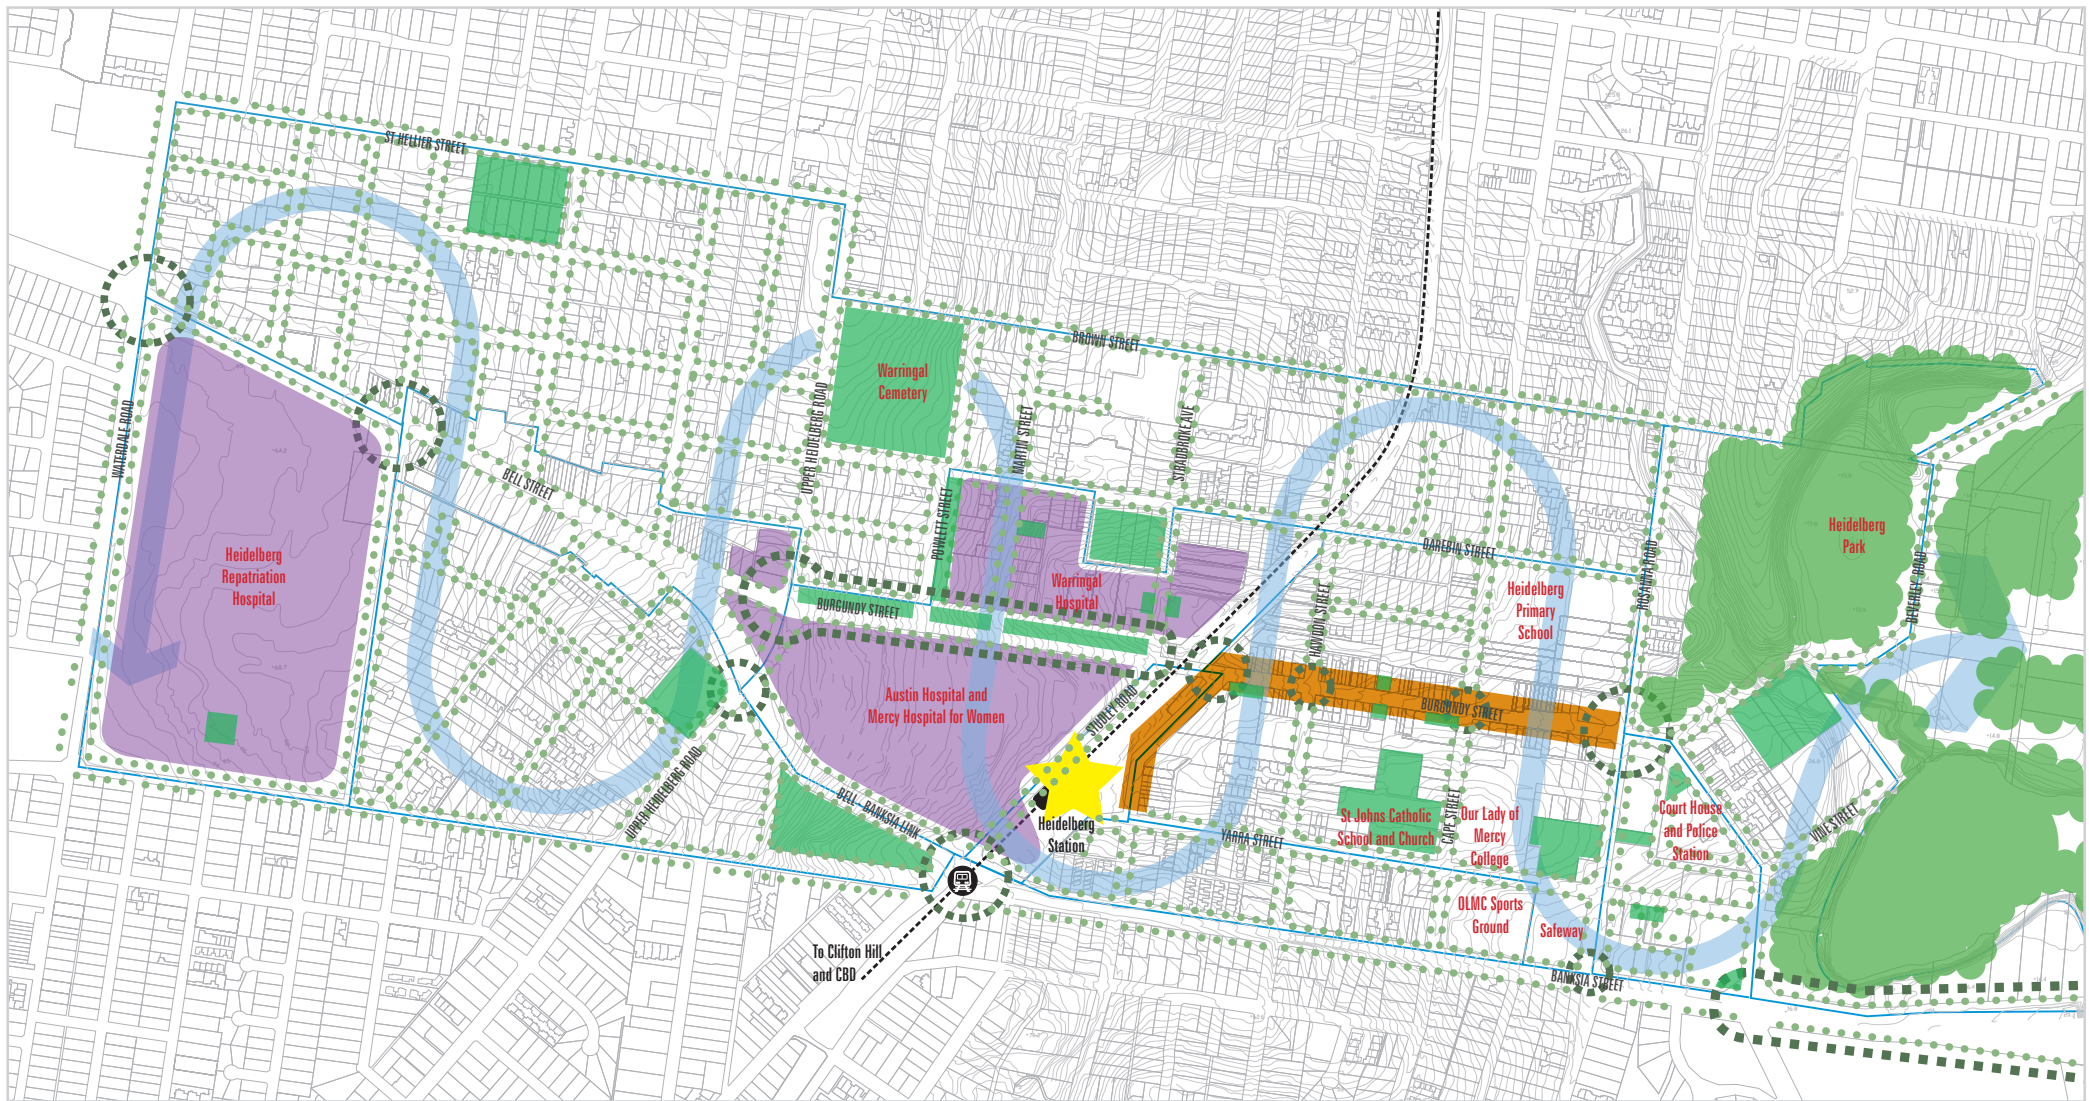 ST HELLIER STREET
BROWN STREET
Warringal
Cemetery
WATERDALE ROAD
UPPER HEIDELBERG ROAD
MARTIN STREET
STRADBROKE AVE
BELL STREET
POWLETT STREET
DAREBIN STREET
ROSANNA ROAD
Heidelberg
Park
BEVERLEY ROAD
Heidelberg
Repatriation
Hospital
BURGUNDY STREET
Warringal
Hospital
HAWDON STREET
Heidelberg
Primary
School
Austin Hospital and
Mercy Hospital for Women
STUDLEY ROAD
BURGUNDY STREET
UPPER HEIDELBERG ROAD
BELL - BANKSIA LINK
Heidelberg
Station
YARRA STREET
St Johns Catholic
School and Church
CAPE STREET
Our Lady of
Mercy
College
Court House
and Police
Station
VINE STREET
OLMC Sports
Ground
Safeway
To Clifton Hill
and CBD
BANKSIA STREET